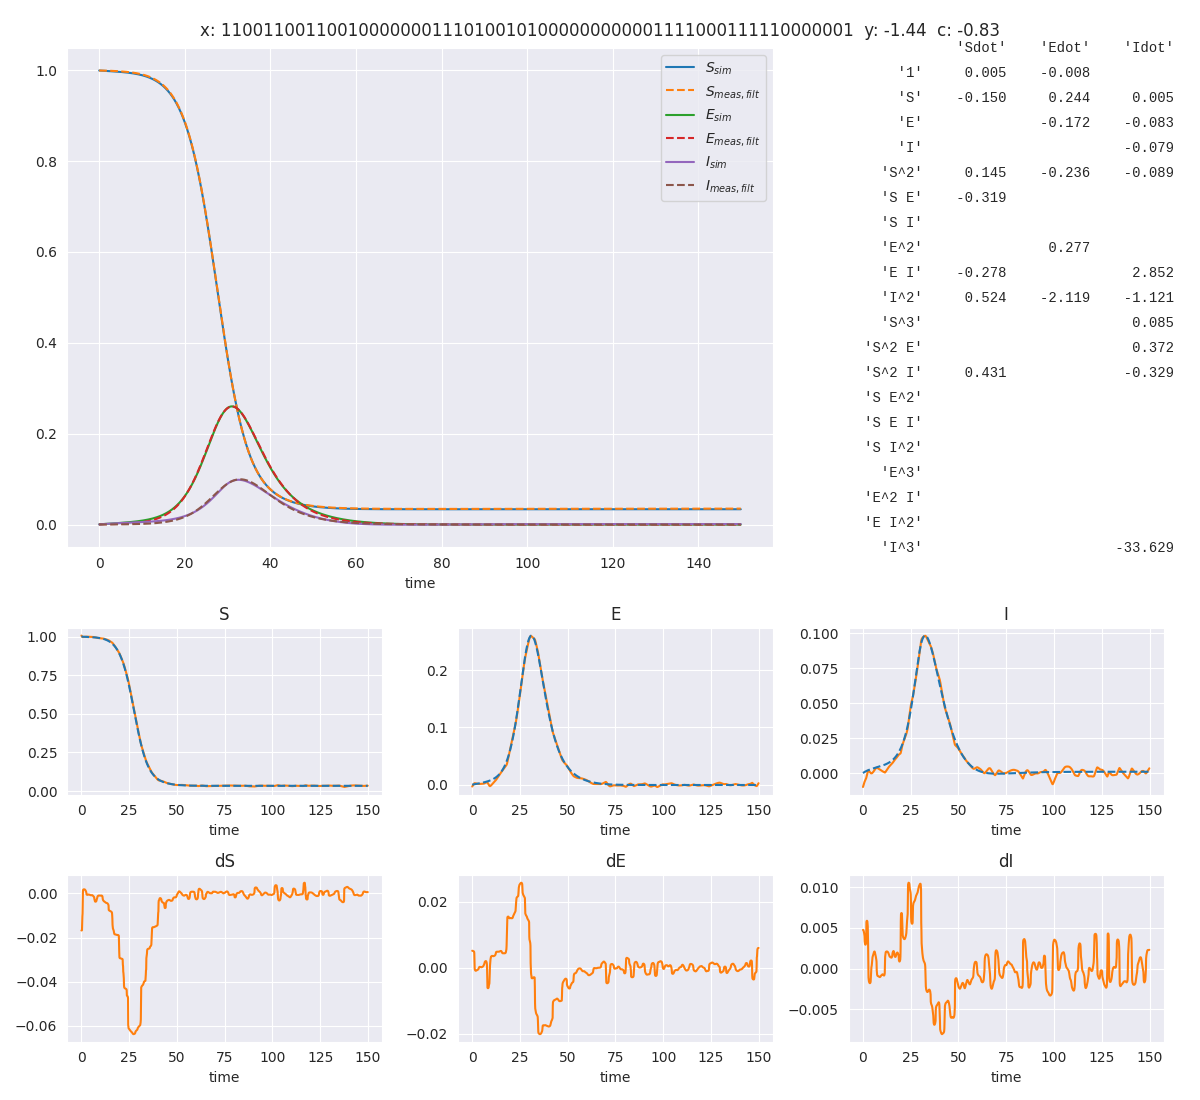 x: 110011001100100000001110100101000000000001111000111110000001  y: -1.44  c: -0.83
'Sdot' 'Edot' 'Idot'
'1' 0.005 -0.008
'S' -0.150 0.244 0.005
'E' -0.172 -0.083
'I' -0.079
'S^2' 0.145 -0.236 -0.089
'S E' -0.319
'S I'
'E^2' 0.277
'E I' -0.278 2.852
'I^2' 0.524 -2.119 -1.121
'S^3' 0.085
'S^2 E' 0.372
'S^2 I' 0.431 -0.329
'S E^2'
'S E I'
'S I^2'
'E^3'
'E^2 I'
'E I^2'
'I^3' -33.629
S_sim
S_meas,filt
E_sim
E_meas,filt
I_sim
I_meas,filt
1.0
0.8
0.6
0.4
0.2
0.0
0 20 40 60 80 100 120 140
time
S
1.00
0.75
0.50
0.25
0.00
0 25 50 75 100 125 150
time
E
0.2
0.1
0.0
0 25 50 75 100 125 150
time
I
0.100
0.075
0.050
0.025
0.000
0 25 50 75 100 125 150
time
dS
0.00
−0.02
−0.04
−0.06
0 25 50 75 100 125 150
time
dE
0.02
0.00
−0.02
0 25 50 75 100 125 150
time
dI
0.010
0.005
0.000
−0.005
0 25 50 75 100 125 150
time